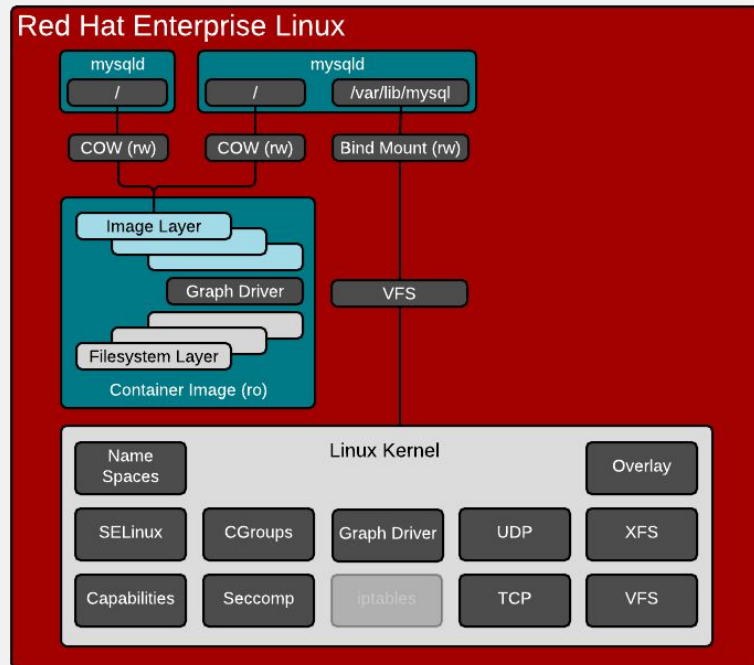 Red Hat Enterprise Linux
mysqld
mysqld
/
/
/var/lib/mysql
COW (rw)
COW (rw)
Bind Mount (rw)
Image Layer
Graph Driver
VFS
Filesystem Layer
Container Image (ro)
Linux Kernel
Name
Spaces
Overlay
SELinux
CGroups
Graph Driver
UDP
XFS
Capabilities
Seccomp
iptables
TCP
VFS